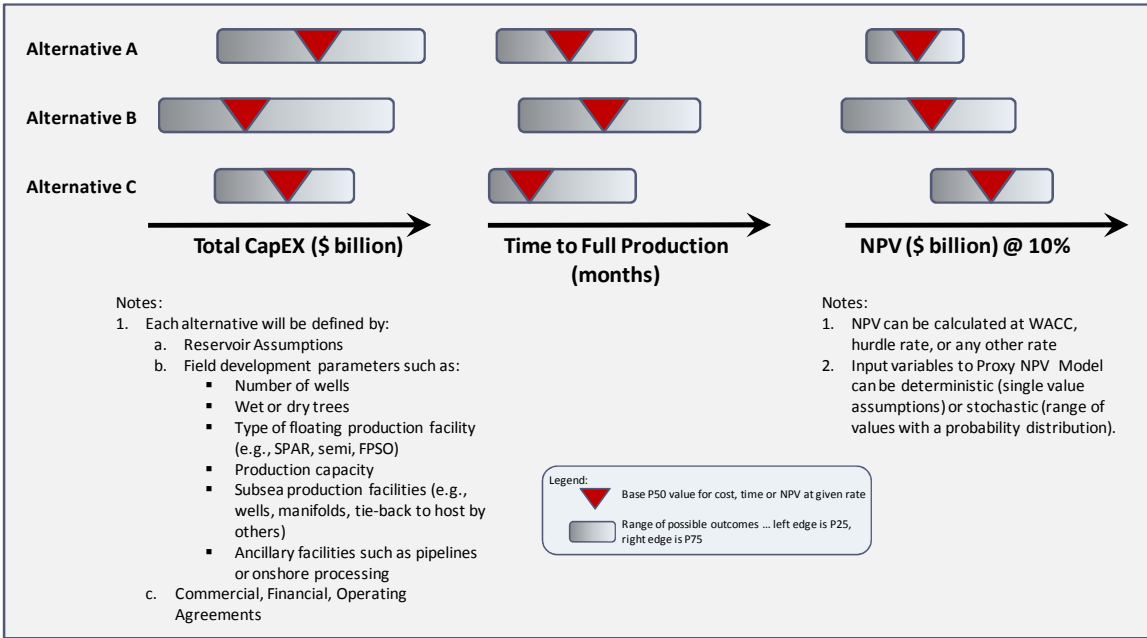 Alternative A
Alternative B
Alternative C
Total CapEX ($ billion)
Time to Full Production
(months)
NPV ($ billion) @ 10%
Notes:
1. Each alternative will be defined by:
a. Reservoir Assumptions
b. Field development parameters such as:
▪ Number of wells
▪ Wet or dry trees
▪ Type of floating production facility
(e.g., SPAR, semi, FPSO)
▪ Production capacity
▪ Subsea production facilities (e.g.,
wells, manifolds, tie-back to host by
others)
▪ Ancillary facilities such as pipelines
or onshore processing
c. Commercial, Financial, Operating
Agreements
Notes:
1. NPV can be calculated at WACC,
hurdle rate, or any other rate
2. Input variables to Proxy NPV Model
can be deterministic (single value
assumptions) or stochastic (range of
values with a probability distribution).
Legend:
Base P50 value for cost, time or NPV at given rate
Range of possible outcomes ... left edge is P25,
right edge is P75